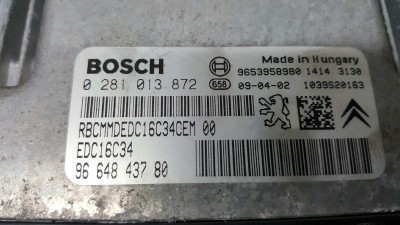 BOSCH
Made in Hungary
9653958980 1414 3130
0 281 013 872
658
09-04-02 1039S20163
RBCMMDEDC16C34CEM 00
EDC16C34
96 648 437 80